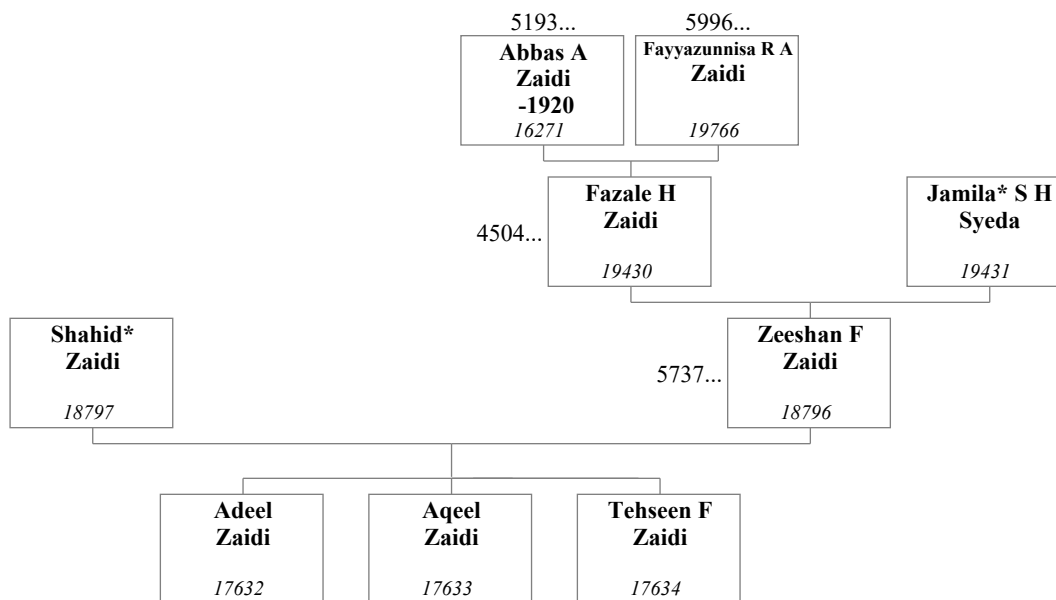 5193... 5996...
Abbas A
Zaidi
-1920
16271
Fayyazunnisa R A
Zaidi
19766
4504...
Fazale H
Zaidi
19430
Jamila* S H
Syeda
19431
Shahid*
Zaidi
18797
5737...
Zeeshan F
Zaidi
18796
Adeel
Zaidi
17632
Aqeel
Zaidi
17633
Tehseen F
Zaidi
17634